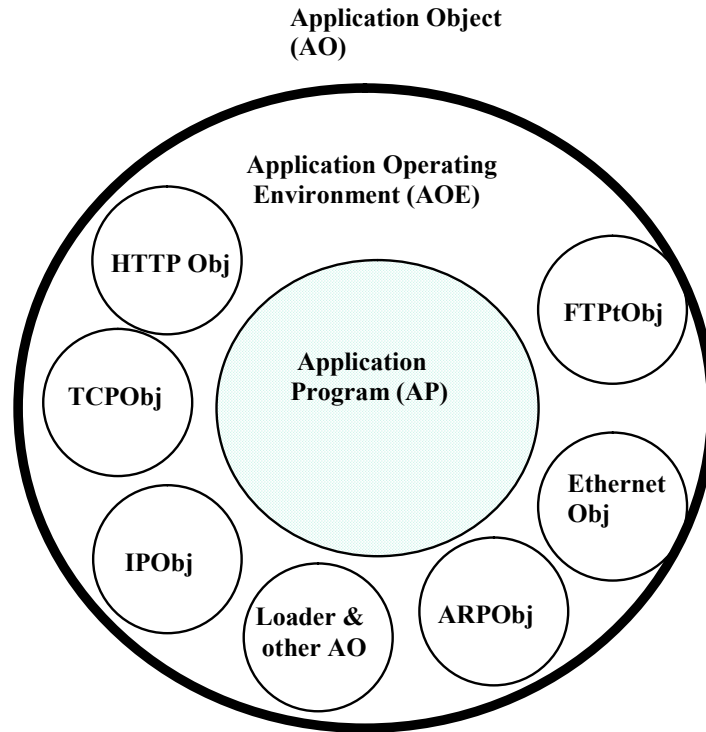 Application Object
(AO)
Application Operating
Environment (AOE)
HTTP Obj
FTPtObj
Application
Program (AP)
TCPObj
Ethernet
Obj
IPObj
Loader &
other AO
ARPObj